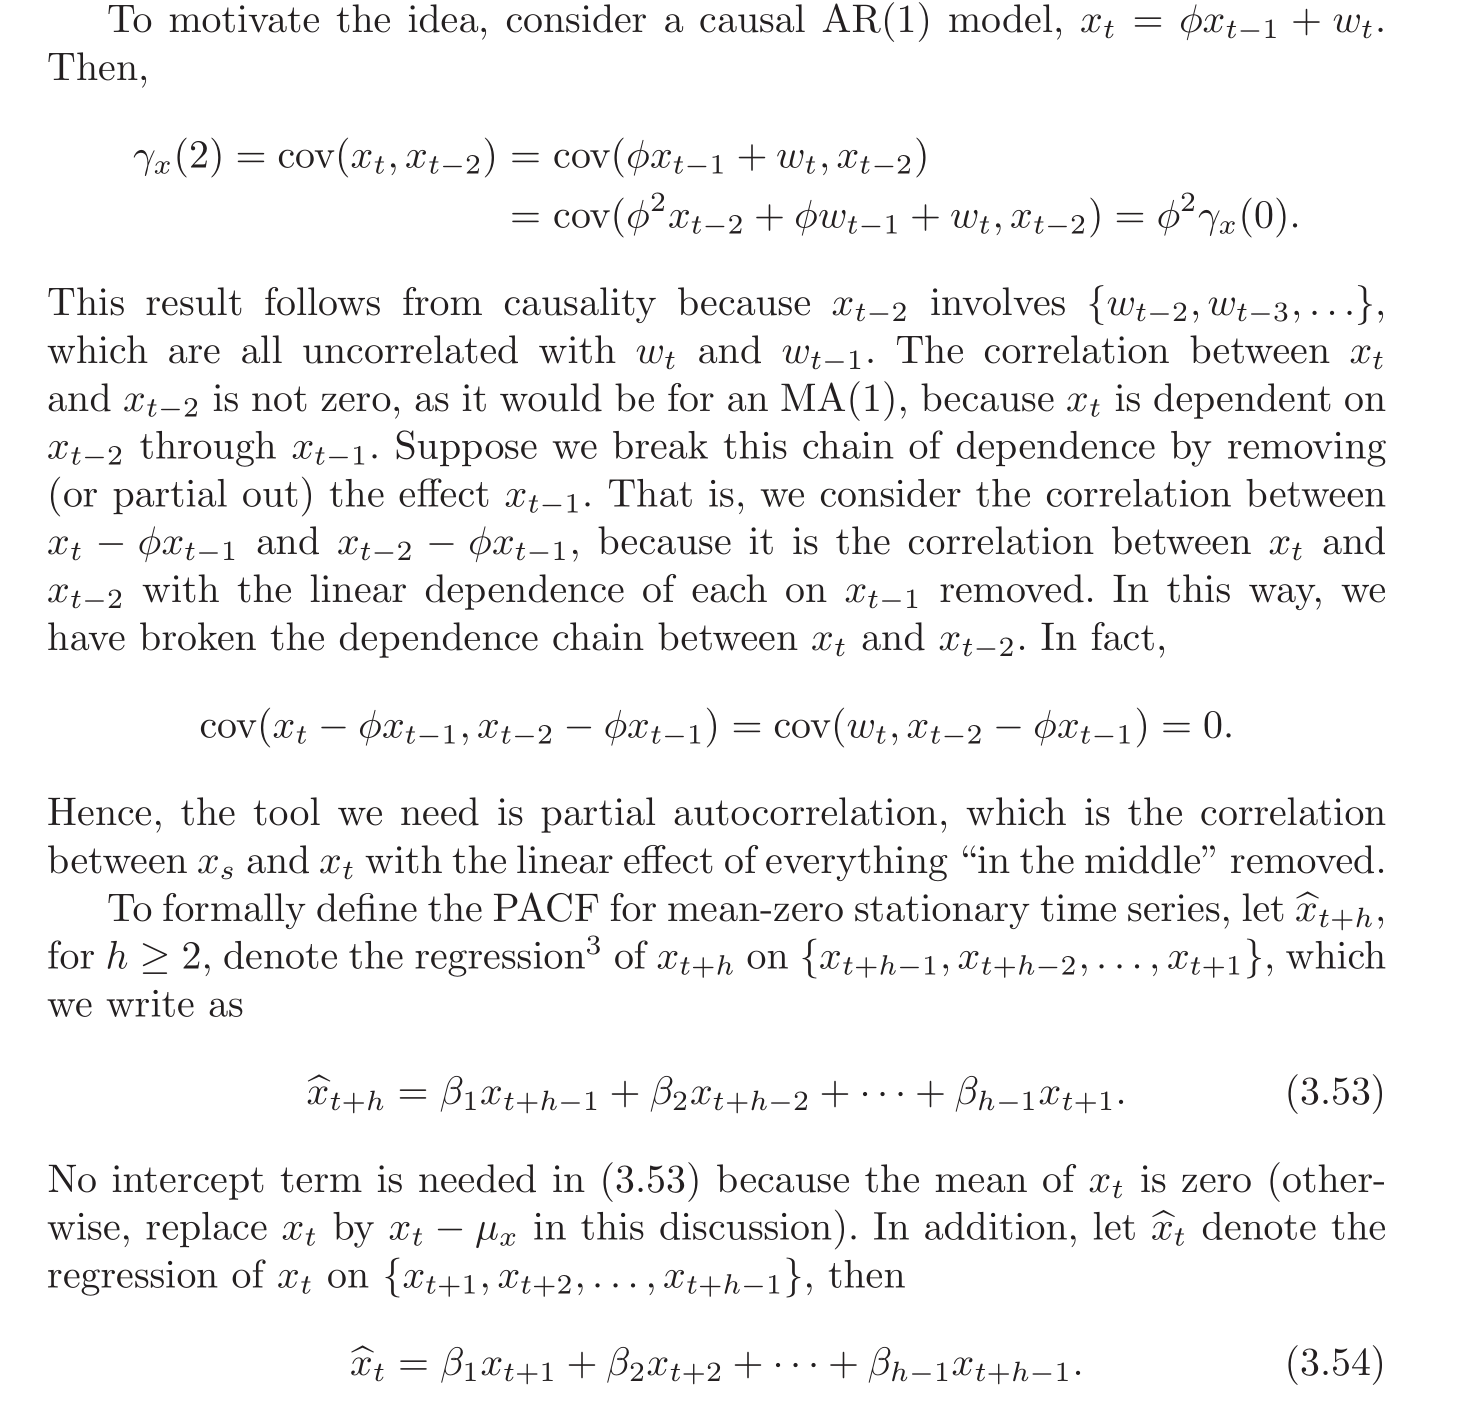 To motivate the idea, consider a causal AR(1) model, $x_t = \phi x_{t-1} + w_t$.
Then,
$\gamma_x(2) = \text{cov}(x_t, x_{t-2}) = \text{cov}(\phi x_{t-1} + w_t, x_{t-2})$
$= \text{cov}(\phi^2 x_{t-2} + \phi w_{t-1} + w_t, x_{t-2}) = \phi^2 \gamma_x(0).$
This result follows from causality because $x_{t-2}$ involves $\{w_{t-2}, w_{t-3}, \ldots\}$,
which are all uncorrelated with $w_t$ and $w_{t-1}$. The correlation between $x_t$
and $x_{t-2}$ is not zero, as it would be for an MA(1), because $x_t$ is dependent on
$x_{t-2}$ through $x_{t-1}$. Suppose we break this chain of dependence by removing
(or partial out) the effect $x_{t-1}$. That is, we consider the correlation between
$x_t - \phi x_{t-1}$ and $x_{t-2} - \phi x_{t-1}$, because it is the correlation between $x_t$ and
$x_{t-2}$ with the linear dependence of each on $x_{t-1}$ removed. In this way, we
have broken the dependence chain between $x_t$ and $x_{t-2}$. In fact,
$\text{cov}(x_t - \phi x_{t-1}, x_{t-2} - \phi x_{t-1}) = \text{cov}(w_t, x_{t-2} - \phi x_{t-1}) = 0.$
Hence, the tool we need is partial autocorrelation, which is the correlation
between $x_s$ and $x_t$ with the linear effect of everything “in the middle” removed.
To formally define the PACF for mean-zero stationary time series, let $\widehat{x}_{t+h}$,
for $h \geq 2$, denote the regression$^3$ of $x_{t+h}$ on $\{x_{t+h-1}, x_{t+h-2}, \ldots, x_{t+1}\}$, which
we write as
$\widehat{x}_{t+h} = \beta_1 x_{t+h-1} + \beta_2 x_{t+h-2} + \cdots + \beta_{h-1} x_{t+1}.$ (3.53)
No intercept term is needed in (3.53) because the mean of $x_t$ is zero (other-
wise, replace $x_t$ by $x_t - \mu_x$ in this discussion). In addition, let $\widehat{x}_t$ denote the
regression of $x_t$ on $\{x_{t+1}, x_{t+2}, \ldots, x_{t+h-1}\}$, then
$\widehat{x}_t = \beta_1 x_{t+1} + \beta_2 x_{t+2} + \cdots + \beta_{h-1} x_{t+h-1}.$ (3.54)